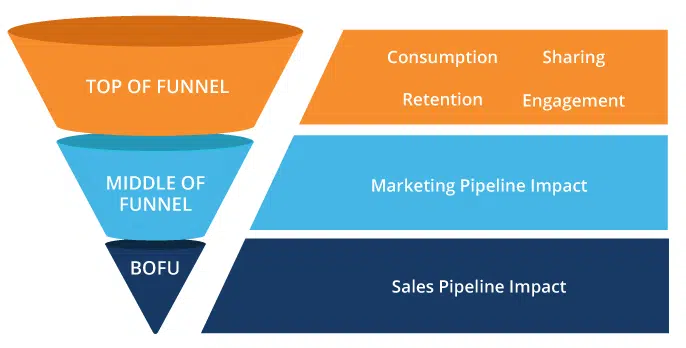 TOP OF FUNNEL
Consumption Sharing
Retention Engagement
MIDDLE OF
FUNNEL
Marketing Pipeline Impact
BOFU
Sales Pipeline Impact